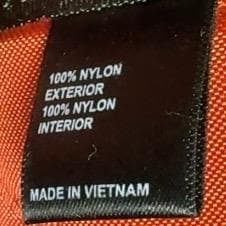 100% NYLON
EXTERIOR
100% NYLON
INTERIOR
MADE IN VIETNAM